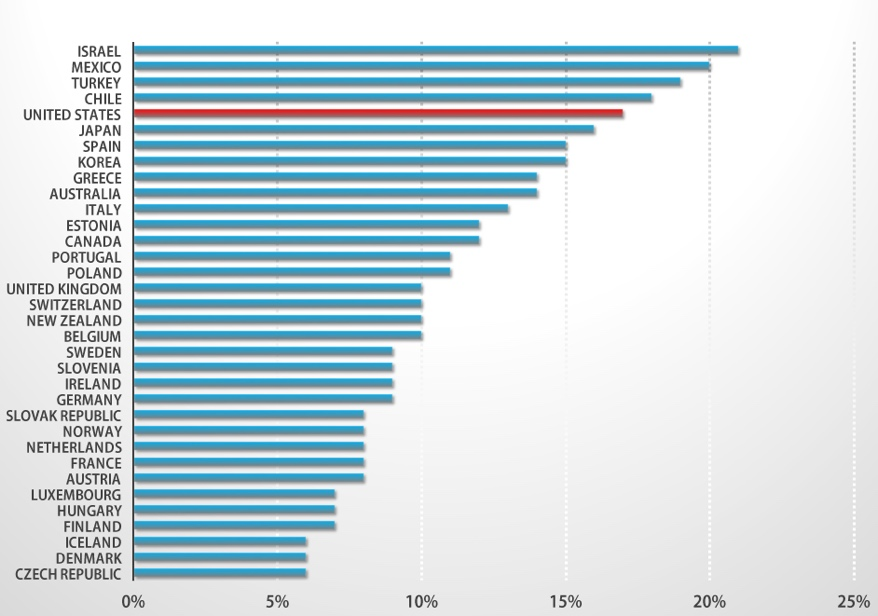 ISRAEL
MEXICO
TURKEY
CHILE
UNITED STATES
JAPAN
SPAIN
KOREA
GREECE
AUSTRALIA
ITALY
ESTONIA
CANADA
PORTUGAL
POLAND
UNITED KINGDOM
SWITZERLAND
NEW ZEALAND
BELGIUM
SWEDEN
SLOVENIA
IRELAND
GERMANY
SLOVAK REPUBLIC
NORWAY
NETHERLANDS
FRANCE
AUSTRIA
LUXEMBOURG
HUNGARY
FINLAND
ICELAND
DENMARK
CZECH REPUBLIC
0% 5% 10% 15% 20% 25%